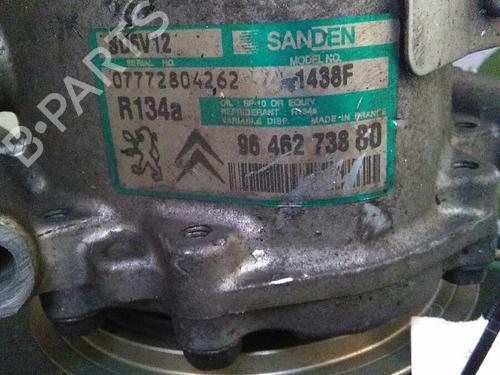 SD6V12 SANDEN
SERIAL NO. MODEL NO.
07772804262 1438F
R134a
OIL : SP-10 OR EQUIV.
REFRIGERANT : R134a
VARIABLE DISP. MADE IN FRANCE
96 462 738 80
B-PARTS